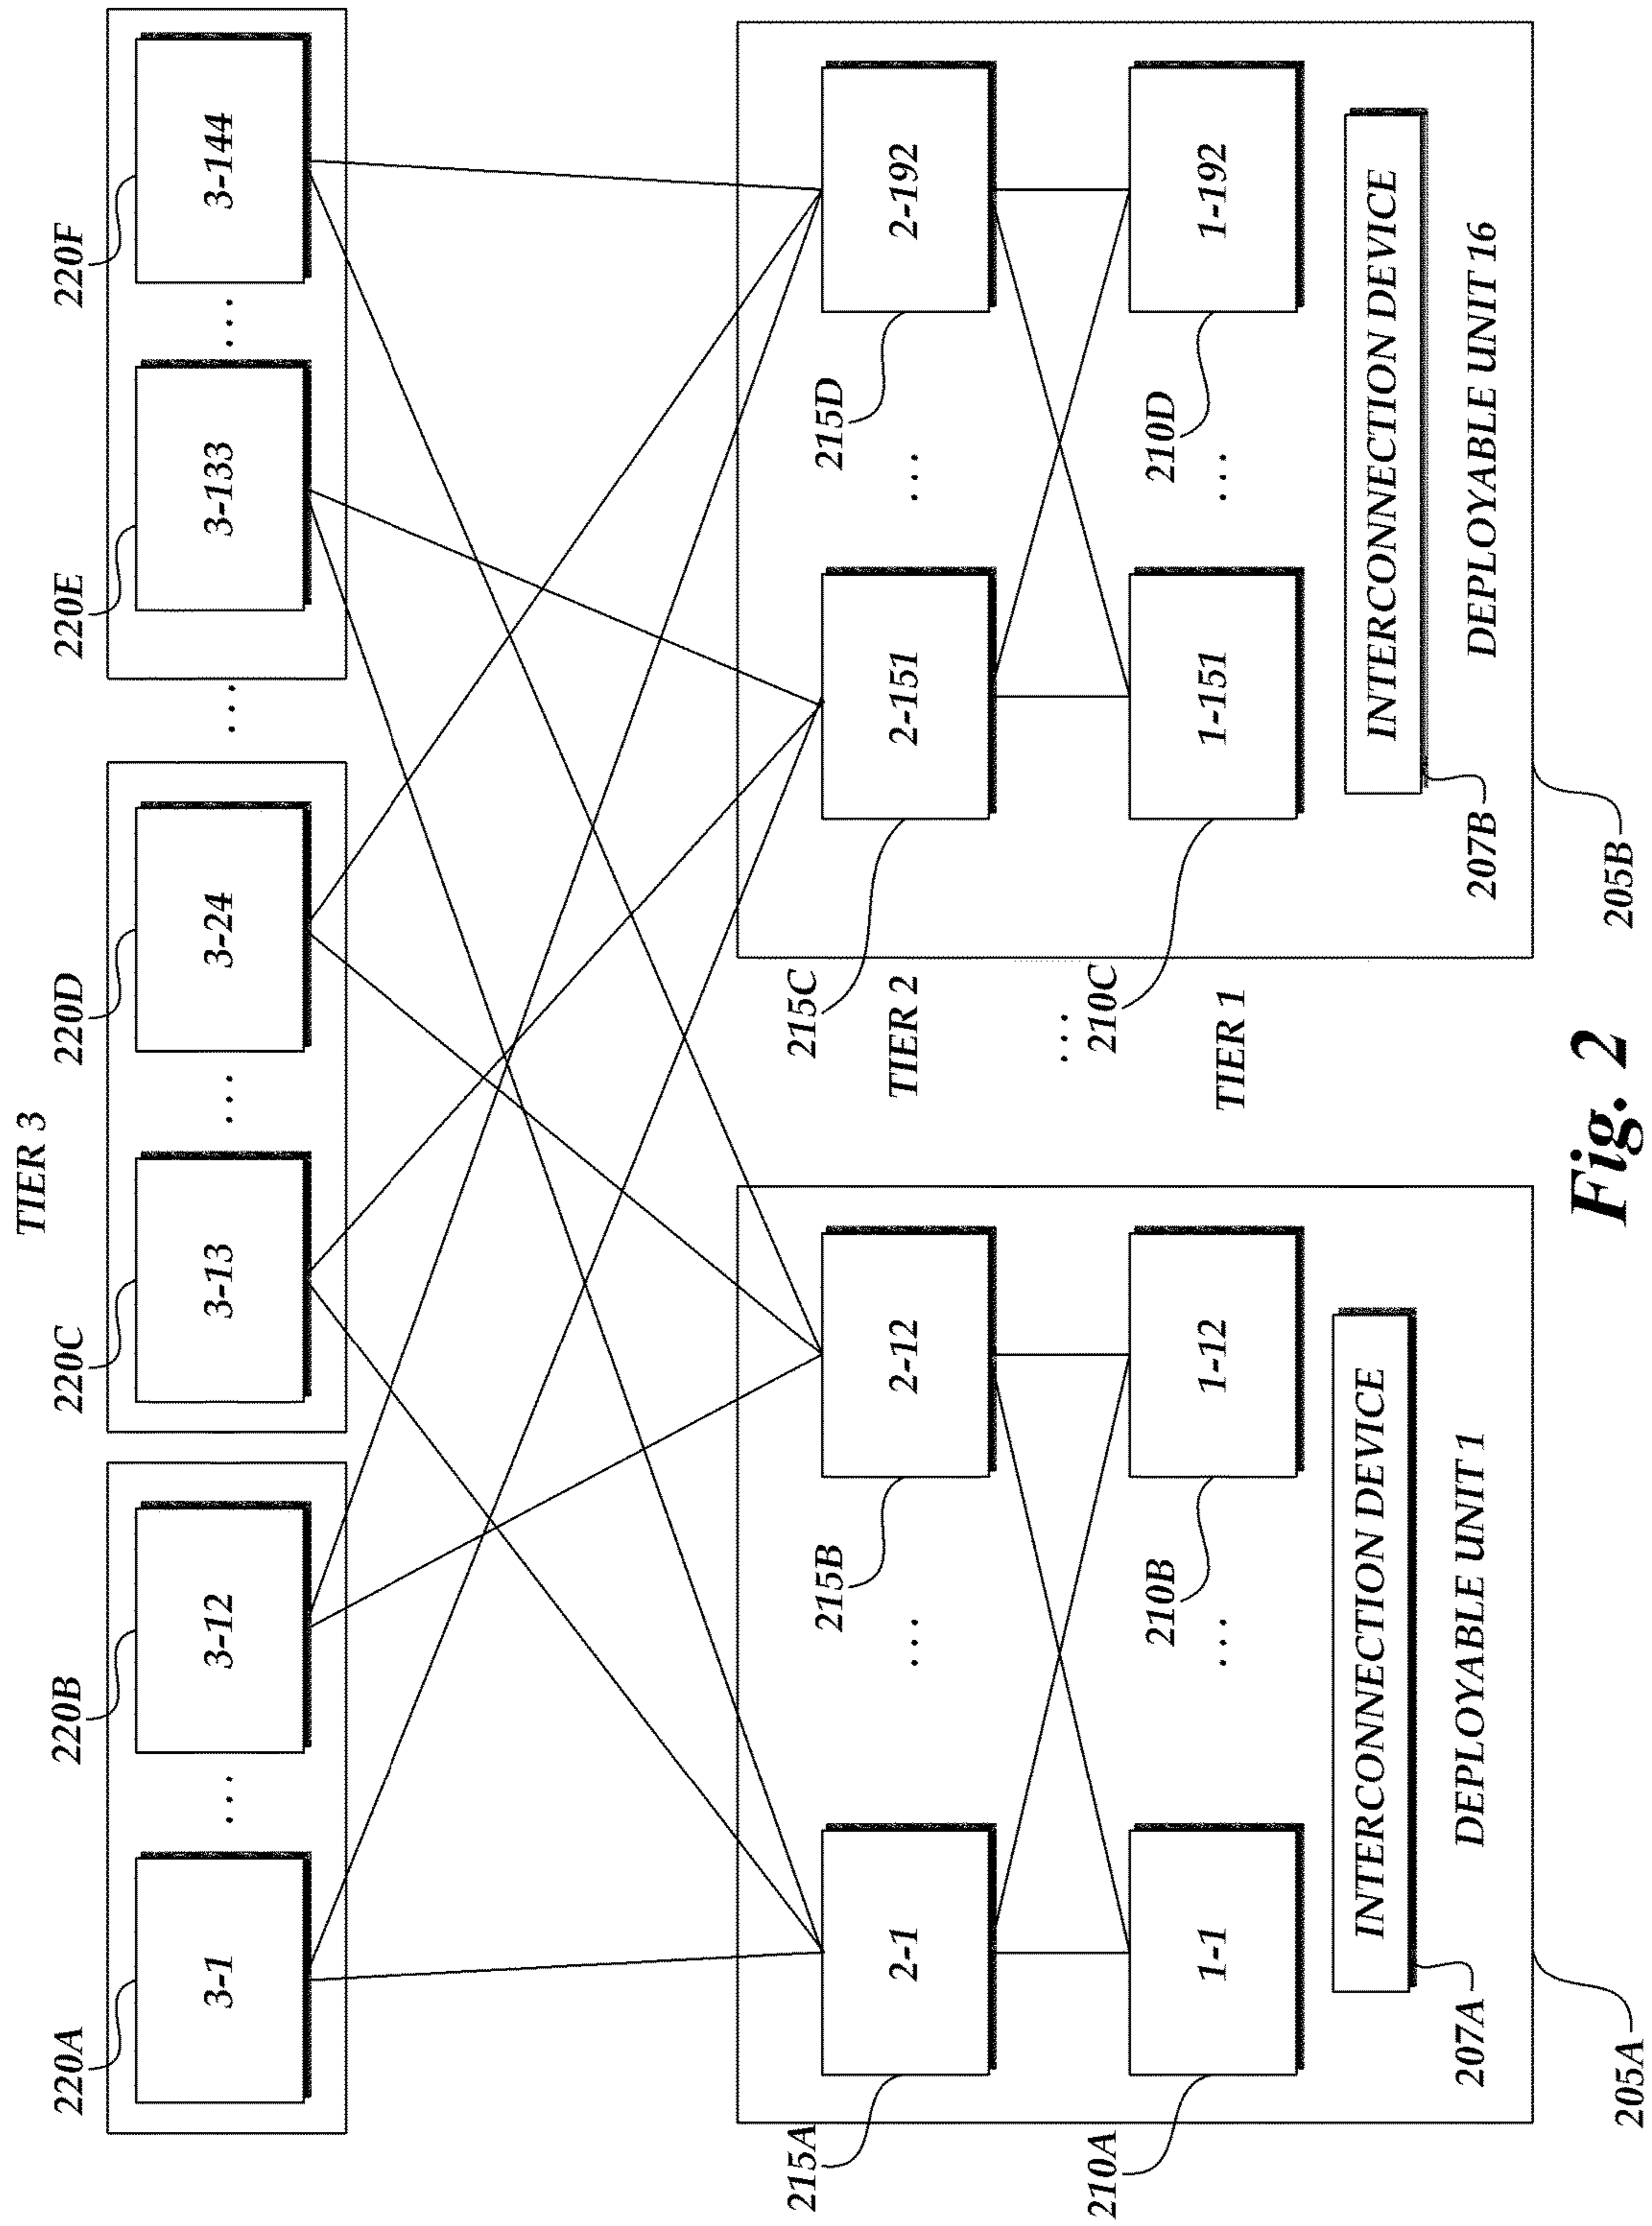 TIER 3
220A
220B
220C
220D
220E
220F
3-1
...
3-12
3-13
...
3-24
...
3-133
...
3-144
215A
2-1
...
215B
2-12
215C
TIER 2
2-151
...
215D
2-192
...
210A
1-1
...
210B
1-12
210C
TIER 1
1-151
...
210D
1-192
INTERCONNECTION DEVICE
INTERCONNECTION DEVICE
207A
DEPLOYABLE UNIT 1
207B
DEPLOYABLE UNIT 16
205A
205B
Fig. 2